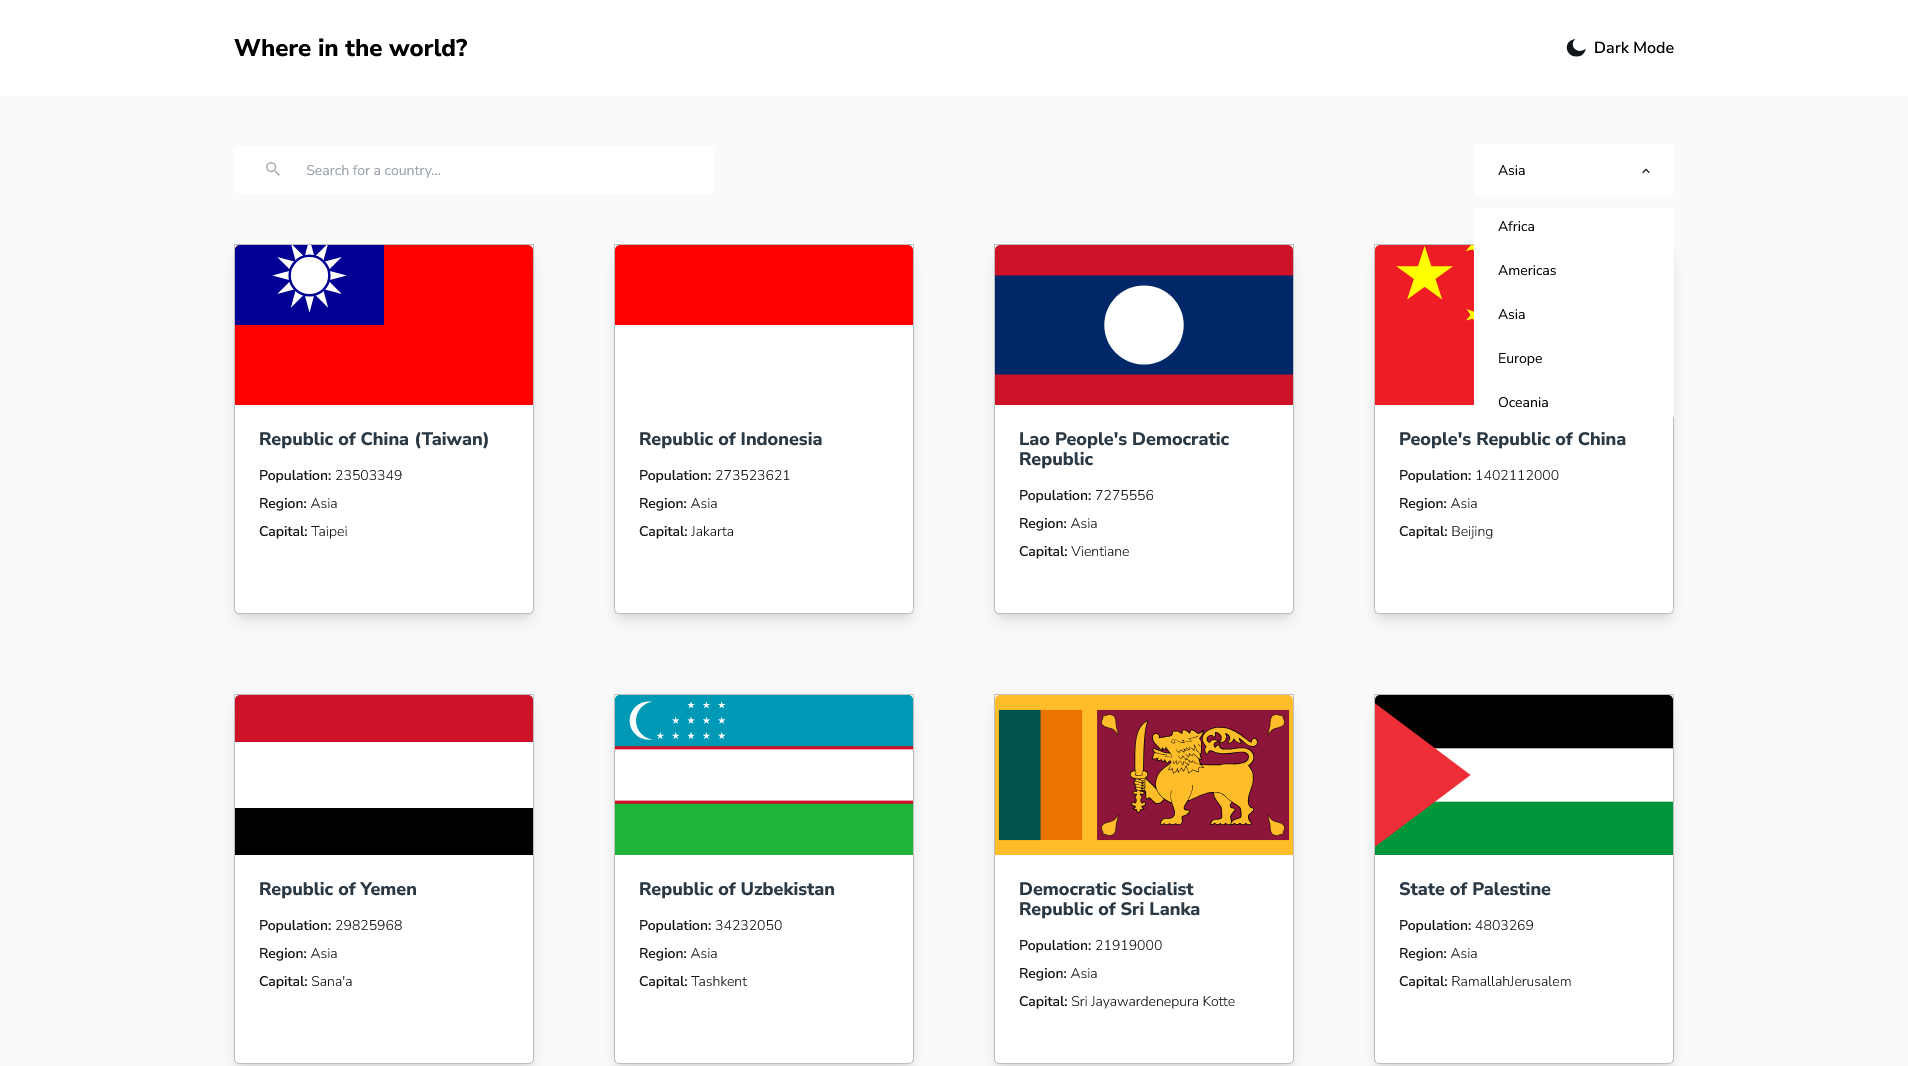 Where in the world?
Dark Mode
Search for a country...
Asia
Africa
Americas
Asia
Europe
Oceania
Republic of China (Taiwan)
Population: 23503349
Region: Asia
Capital: Taipei
Republic of Indonesia
Population: 273523621
Region: Asia
Capital: Jakarta
Lao People's Democratic
Republic
Population: 7275556
Region: Asia
Capital: Vientiane
People's Republic of China
Population: 1402112000
Region: Asia
Capital: Beijing
Republic of Yemen
Population: 29825968
Region: Asia
Capital: Sana'a
Republic of Uzbekistan
Population: 34232050
Region: Asia
Capital: Tashkent
Democratic Socialist
Republic of Sri Lanka
Population: 21919000
Region: Asia
Capital: Sri Jayawardenepura Kotte
State of Palestine
Population: 4803269
Region: Asia
Capital: RamallahJerusalem